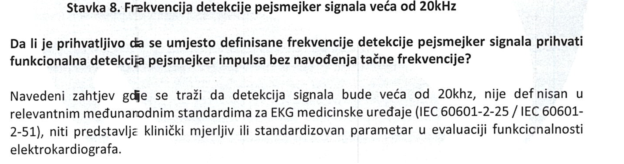 Stavka 8. Frekvencija detekcije pejsmejker signala veća od 20kHz
Da li je prihvatljivo da se umjesto definisane frekvencije detekcije pejsmejker signala prihvati
funkcionalna detekcija pejsmejker impulsa bez navođenja tačne frekvencije?
Navedeni zahtjev gdje se traži da detekcija signala bude veća od 20khz, nije definisan u
relevantnim međunarodnim standardima za EKG medicinske uređaje (IEC 60601-2-25 / IEC 60601-
2-51), niti predstavlja klinički mjerljiv ili standardizovan parametar u evaluaciji funkcionalnosti
elektrokardiografa.